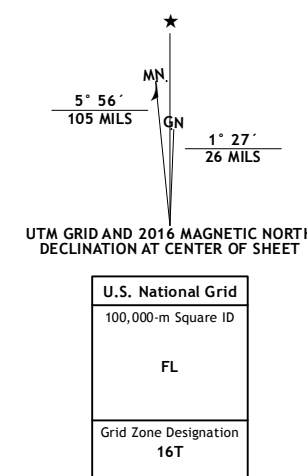 ★
MN.
5° 56´
105 MILS
GN
1° 27´
26 MILS
UTM GRID AND 2016 MAGNETIC NORTH
DECLINATION AT CENTER OF SHEET
U.S. National Grid
100,000-m Square ID
FL
Grid Zone Designation
16T